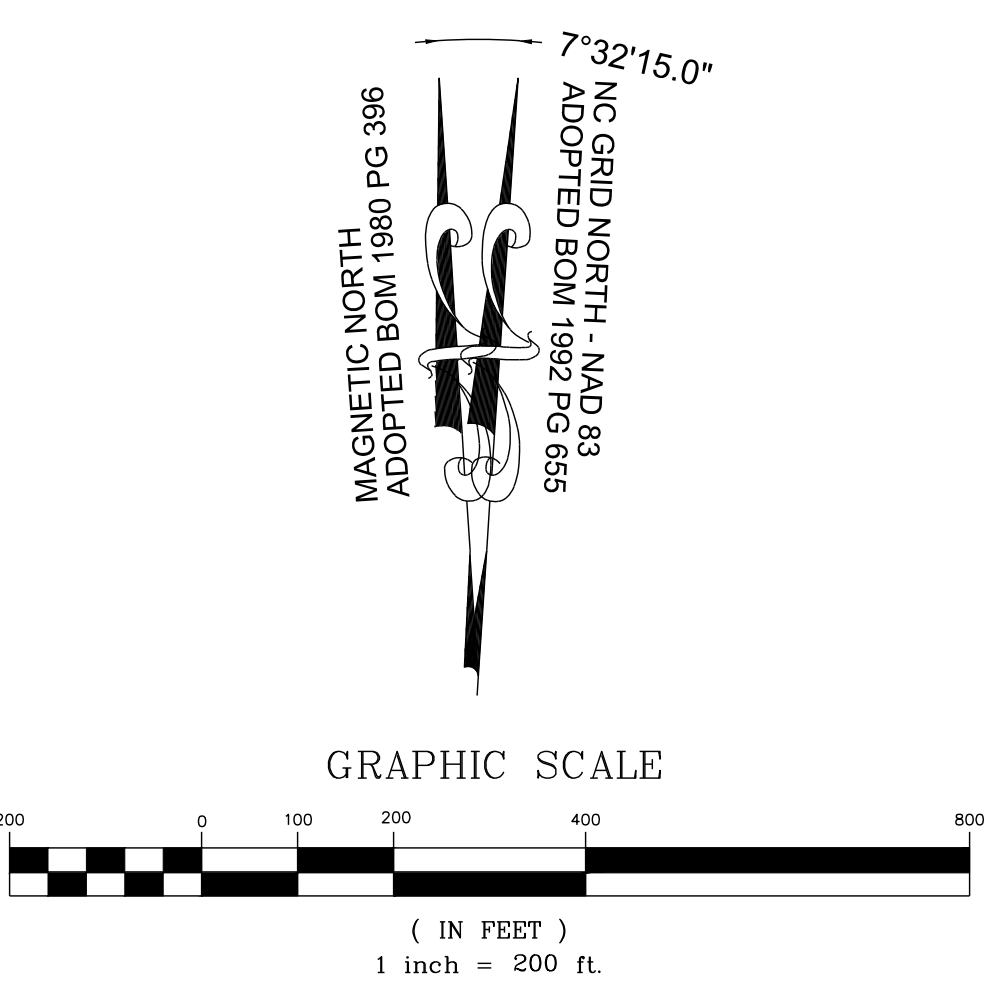 7°32'15.0"
MAGNETIC NORTH
ADOPTED BOM 1980 PG 396
NC GRID NORTH - NAD 83
ADOPTED BOM 1992 PG 655
GRAPHIC SCALE
200 0 100 200 400 800
( IN FEET )
1 inch = 200 ft.